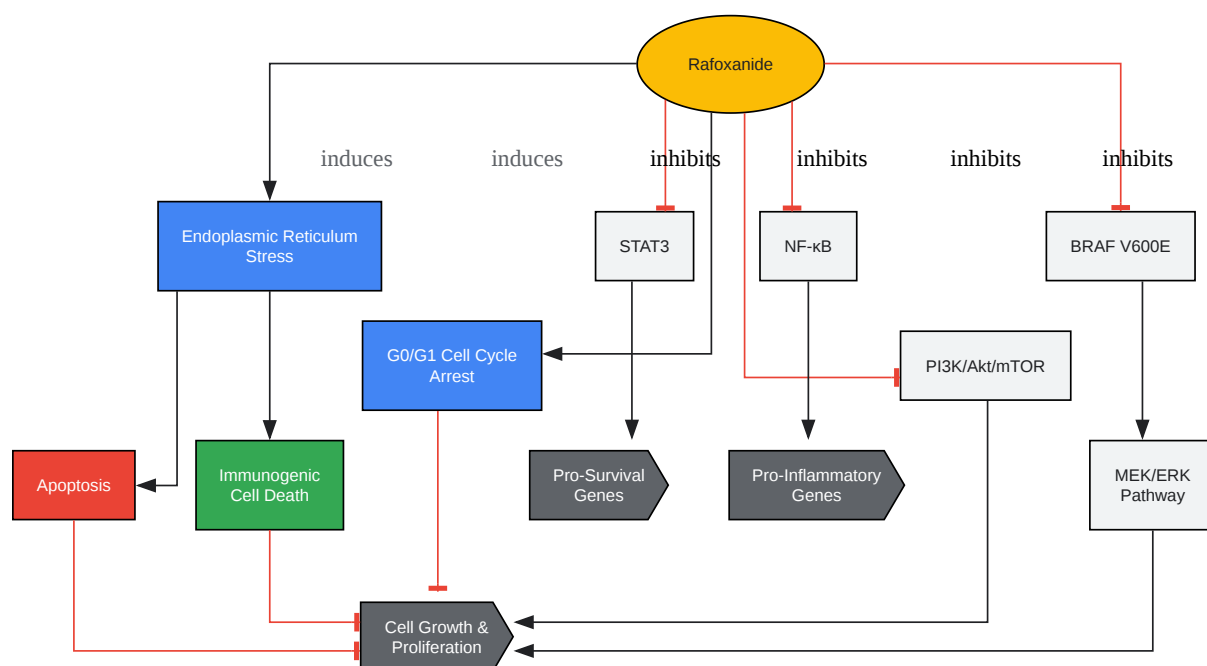 Rafoxanide
induces
induces
inhibits
inhibits
inhibits
inhibits
Endoplasmic Reticulum
Stress
STAT3
NF-κB
BRAF V600E
G0/G1 Cell Cycle
Arrest
PI3K/Akt/mTOR
Apoptosis
Immunogenic
Cell Death
Pro-Survival
Genes
Pro-Inflammatory
Genes
MEK/ERK
Pathway
Cell Growth &
Proliferation